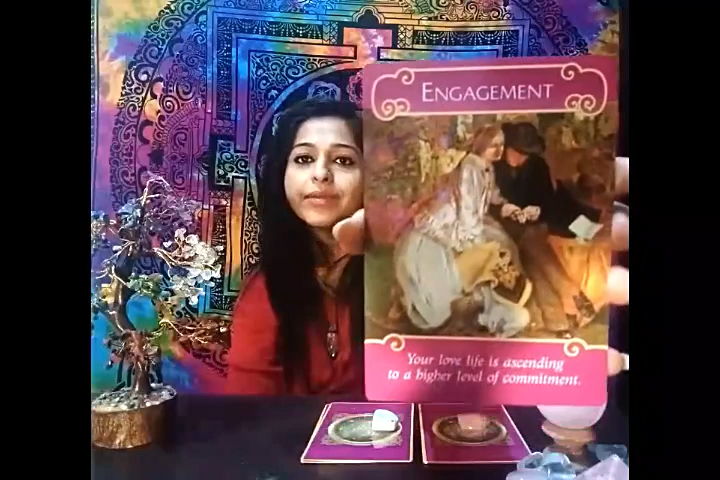 ENGAGEMENT
Your love life is ascending
to a higher level of commitment.